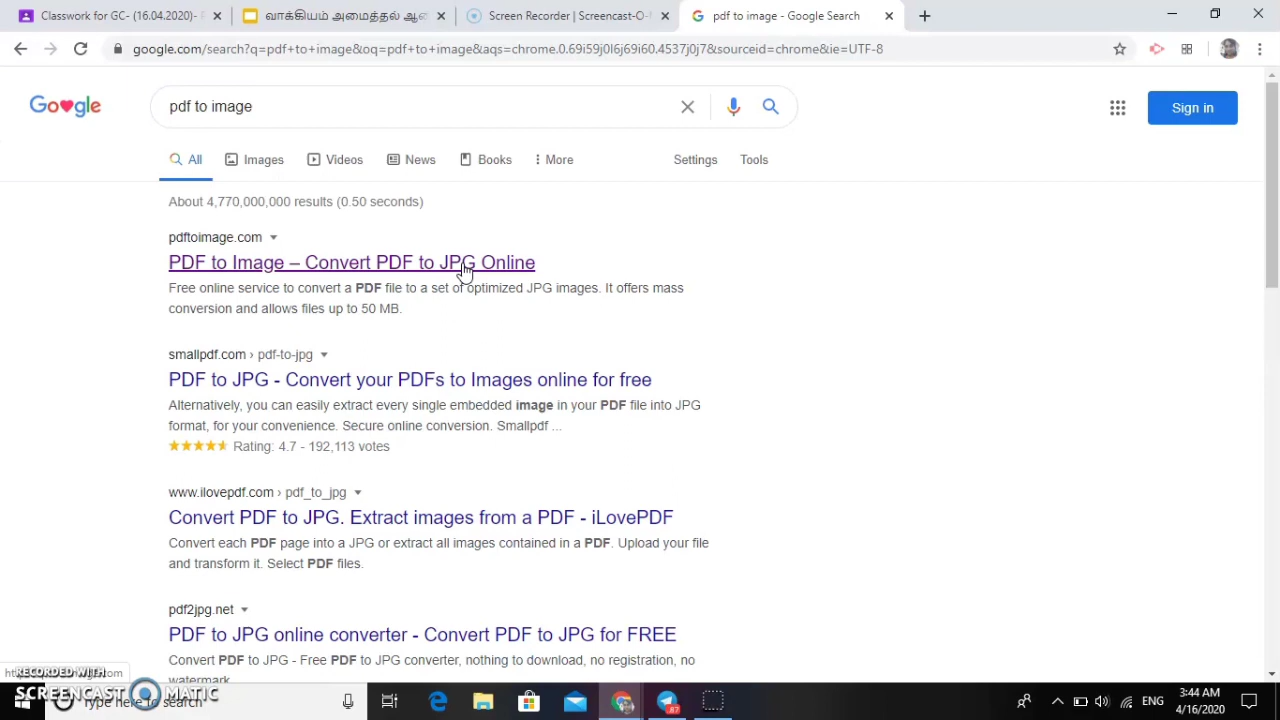 Classwork for GC- (16.04.2020)-
வாக்கியம் அமைத்தல் ஆன
Screen Recorder | Screencast-O-
pdf to image - Google Search
google.com/search?q=pdf+to+image&oq=pdf+to+image&aqs=chrome.0.69i59j0l6j69i60.4537j0j7&sourceid=chrome&ie=UTF-8
Google
pdf to image
Sign in
All
Images
Videos
News
Books
More
Settings
Tools
About 4,770,000,000 results (0.50 seconds)
pdftoimage.com
PDF to Image – Convert PDF to JPG Online
Free online service to convert a PDF file to a set of optimized JPG images. It offers mass
conversion and allows files up to 50 MB.
smallpdf.com › pdf-to-jpg
PDF to JPG - Convert your PDFs to Images online for free
Alternatively, you can easily extract every single embedded image in your PDF file into JPG
format, for your convenience. Secure online conversion. Smallpdf ...
Rating: 4.7 - 192,113 votes
www.ilovepdf.com › pdf_to_jpg
Convert PDF to JPG. Extract images from a PDF - iLovePDF
Convert each PDF page into a JPG or extract all images contained in a PDF. Upload your file
and transform it. Select PDF files.
pdf2jpg.net
PDF to JPG online converter - Convert PDF to JPG for FREE
Convert PDF to JPG - Free PDF to JPG converter, nothing to download, no registration, no
watermark.
RECORDED WITH
SCREENCAST MATIC
Type here to search
87
ENG
3:44 AM
4/16/2020